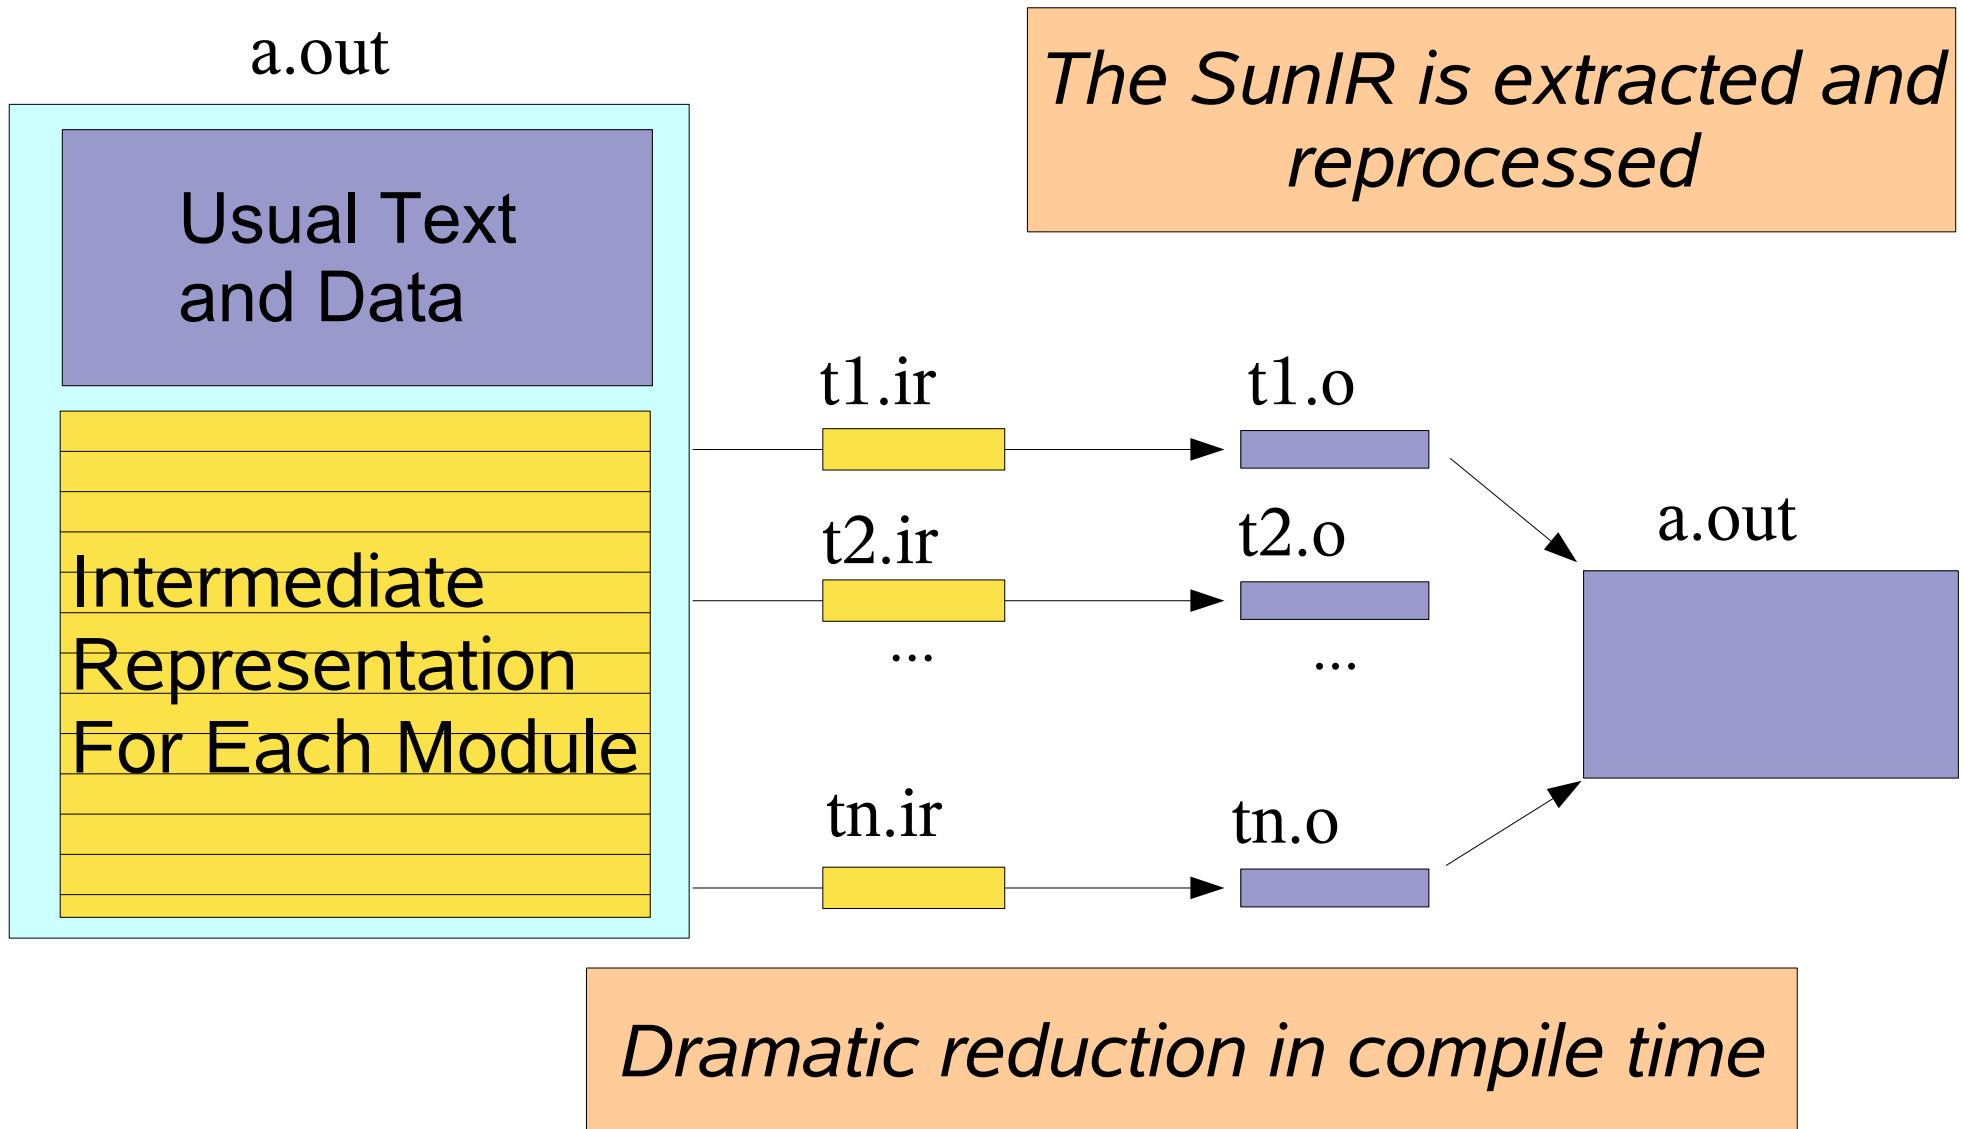 a.out
The SunIR is extracted and
reprocessed
Usual Text
and Data
t1.ir
t1.o
t2.ir
t2.o
a.out
...
...
Intermediate
Representation
For Each Module
tn.ir
tn.o
Dramatic reduction in compile time